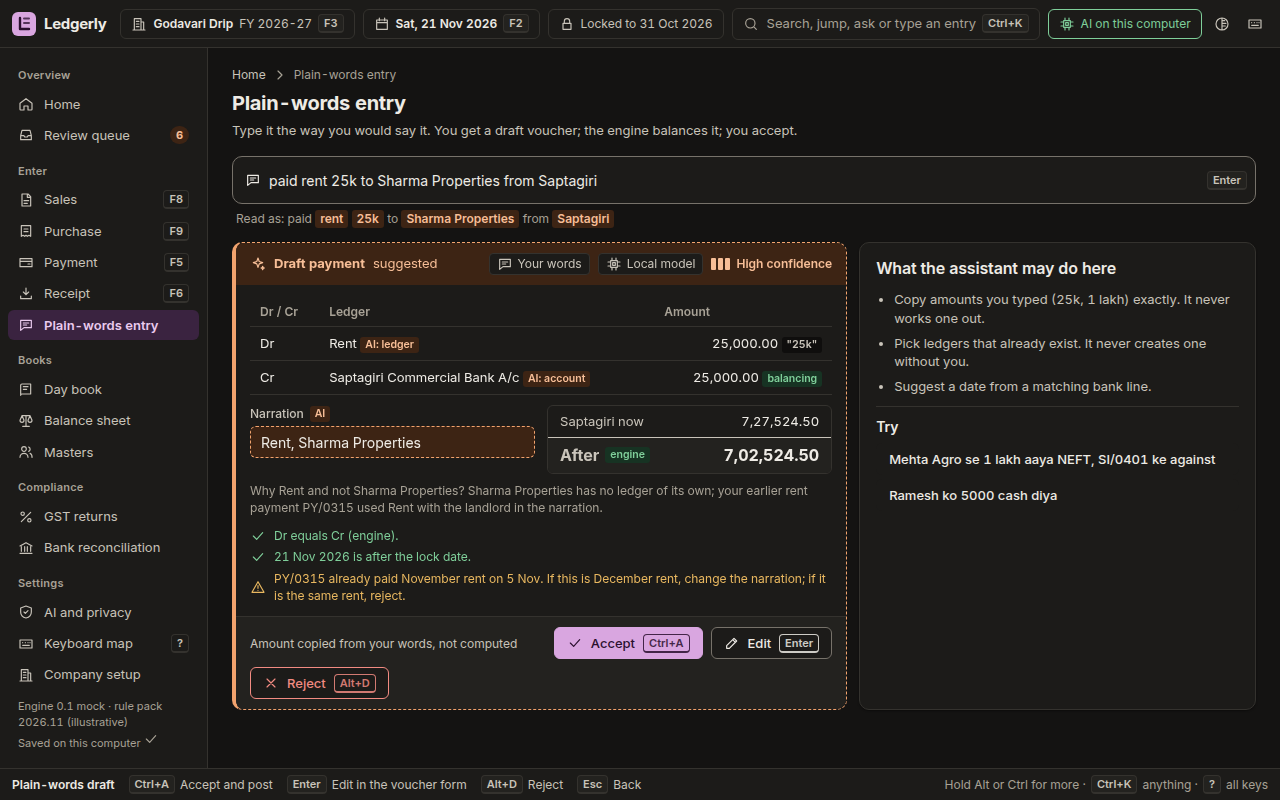 Ledgerly
Godavari Drip FY 2026-27 F3
Sat, 21 Nov 2026 F2
Locked to 31 Oct 2026
Search, jump, ask or type an entry Ctrl+K
AI on this computer
Overview
Home
Review queue 6
Enter
Sales F8
Purchase F9
Payment F5
Receipt F6
Plain-words entry
Books
Day book
Balance sheet
Masters
Compliance
GST returns
Bank reconciliation
Settings
AI and privacy
Keyboard map ?
Company setup
Engine 0.1 mock · rule pack
2026.11 (illustrative)
Saved on this computer
Home Plain-words entry
Plain-words entry
Type it the way you would say it. You get a draft voucher; the engine balances it; you accept.
paid rent 25k to Sharma Properties from Saptagiri Enter
Read as: paid rent 25k to Sharma Properties from Saptagiri
Draft payment suggested Your words Local model High confidence
Dr / Cr Ledger Amount
Dr Rent AI: ledger 25,000.00 "25k"
Cr Saptagiri Commercial Bank A/c AI: account 25,000.00 balancing
Narration AI
Rent, Sharma Properties
Saptagiri now 7,27,524.50
After engine 7,02,524.50
Why Rent and not Sharma Properties? Sharma Properties has no ledger of its own; your earlier rent
payment PY/0315 used Rent with the landlord in the narration.
Dr equals Cr (engine).
21 Nov 2026 is after the lock date.
PY/0315 already paid November rent on 5 Nov. If this is December rent, change the narration; if it
is the same rent, reject.
Amount copied from your words, not computed
Accept Ctrl+A
Edit Enter
Reject Alt+D
What the assistant may do here
• Copy amounts you typed (25k, 1 lakh) exactly. It never
works one out.
• Pick ledgers that already exist. It never creates one
without you.
• Suggest a date from a matching bank line.
Try
Mehta Agro se 1 lakh aaya NEFT, SI/0401 ke against
Ramesh ko 5000 cash diya
Plain-words draft Ctrl+A Accept and post Enter Edit in the voucher form Alt+D Reject Esc Back
Hold Alt or Ctrl for more · Ctrl+K anything · ? all keys